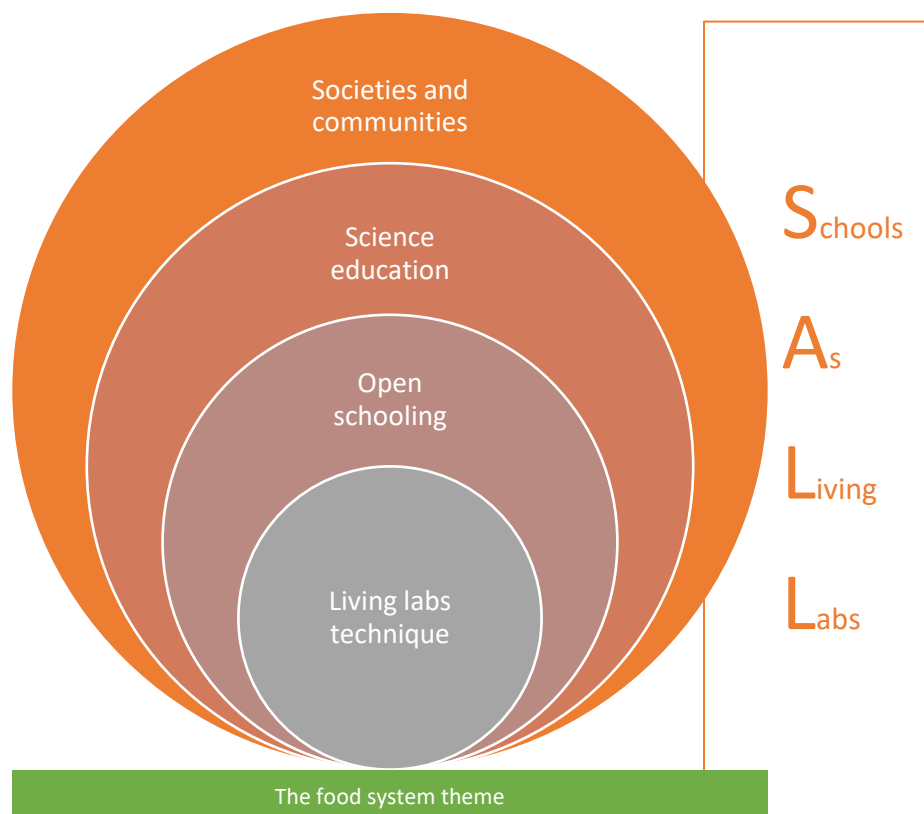 Societies and
communities
Science
education
Open
schooling
Living labs
technique
The food system theme
Schools
As
Living
Labs